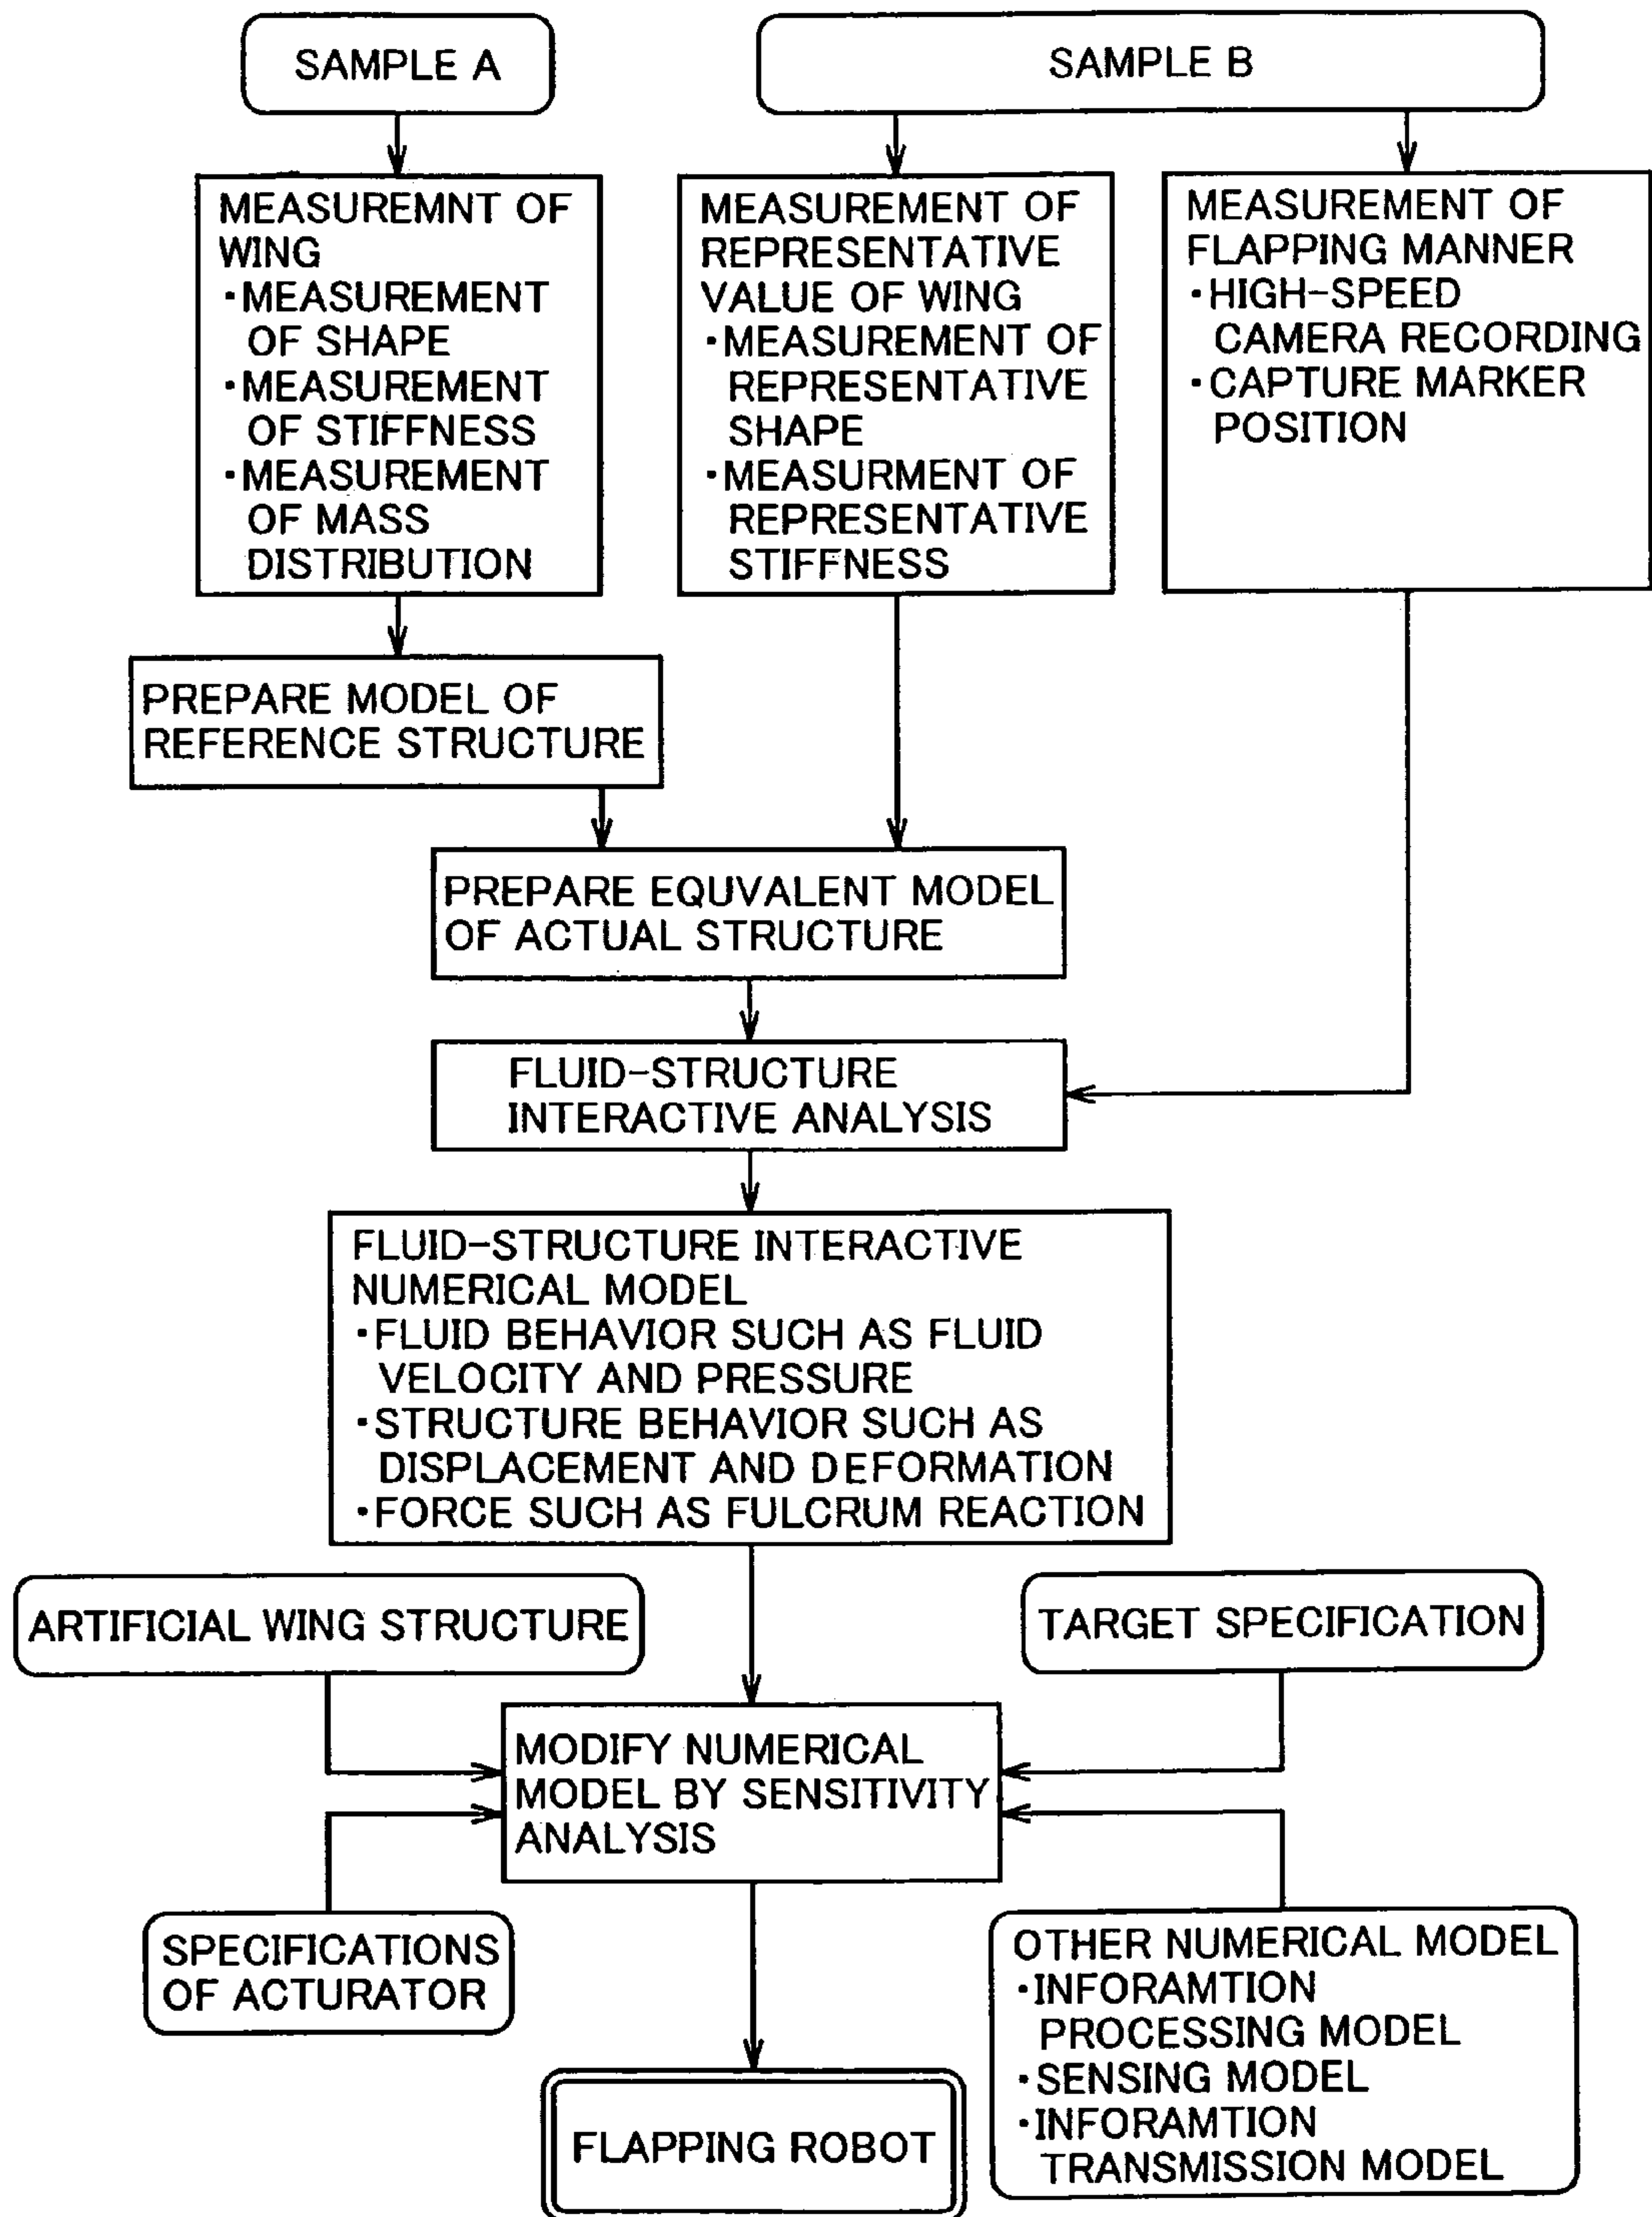 SAMPLE A
SAMPLE B
MEASUREMNT OF
WING
・MEASUREMENT
OF SHAPE
・MEASUREMENT
OF STIFFNESS
・MEASUREMENT
OF MASS
DISTRIBUTION
MEASUREMENT OF
REPRESENTATIVE
VALUE OF WING
・MEASUREMENT OF
REPRESENTATIVE
SHAPE
・MEASURMENT OF
REPRESENTATIVE
STIFFNESS
MEASUREMENT OF
FLAPPING MANNER
・HIGH-SPEED
CAMERA RECORDING
・CAPTURE MARKER
POSITION
PREPARE MODEL OF
REFERENCE STRUCTURE
PREPARE EQUVALENT MODEL
OF ACTUAL STRUCTURE
FLUID-STRUCTURE
INTERACTIVE ANALYSIS
FLUID-STRUCTURE INTERACTIVE
NUMERICAL MODEL
・FLUID BEHAVIOR SUCH AS FLUID
VELOCITY AND PRESSURE
・STRUCTURE BEHAVIOR SUCH AS
DISPLACEMENT AND DEFORMATION
・FORCE SUCH AS FULCRUM REACTION
ARTIFICIAL WING STRUCTURE
TARGET SPECIFICATION
MODIFY NUMERICAL
MODEL BY SENSITIVITY
ANALYSIS
SPECIFICATIONS
OF ACTURATOR
OTHER NUMERICAL MODEL
・INFORAMTION
PROCESSING MODEL
・SENSING MODEL
・INFORAMTION
TRANSMISSION MODEL
FLAPPING ROBOT